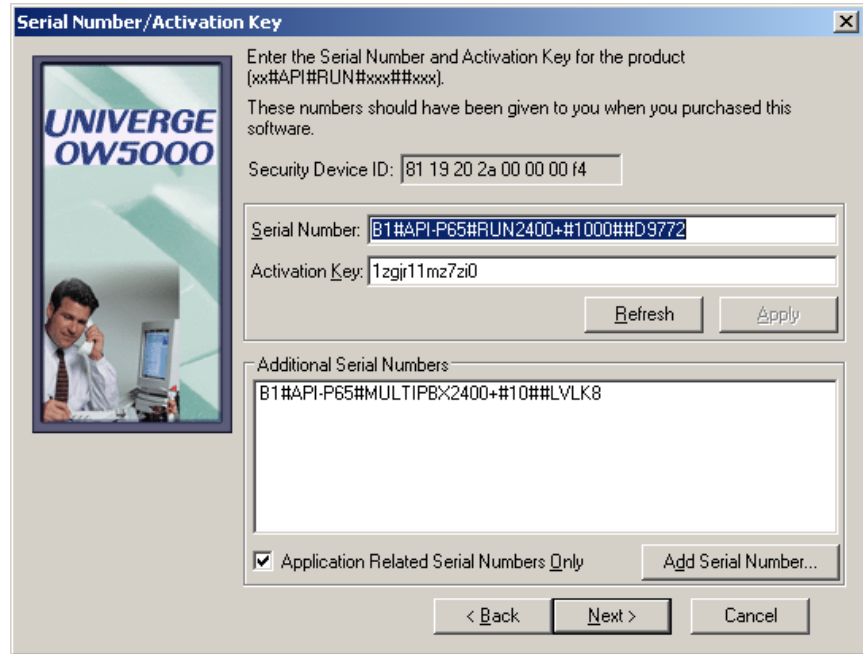 Serial Number/Activation Key
UNIVERGE
OW5000
Enter the Serial Number and Activation Key for the product
(xx#API#RUN#xxx##xxx).
These numbers should have been given to you when you purchased this
software.
Security Device ID: 81 19 20 2a 00 00 00 f4
Serial Number: B1#API-P65#RUN2400+#1000##D9772
Activation Key: 1zgjr11mz7zi0
Refresh Apply
Additional Serial Numbers
B1#API-P65#MULTIPBX2400+#10##LVLK8
Application Related Serial Numbers Only Add Serial Number...
< Back Next > Cancel